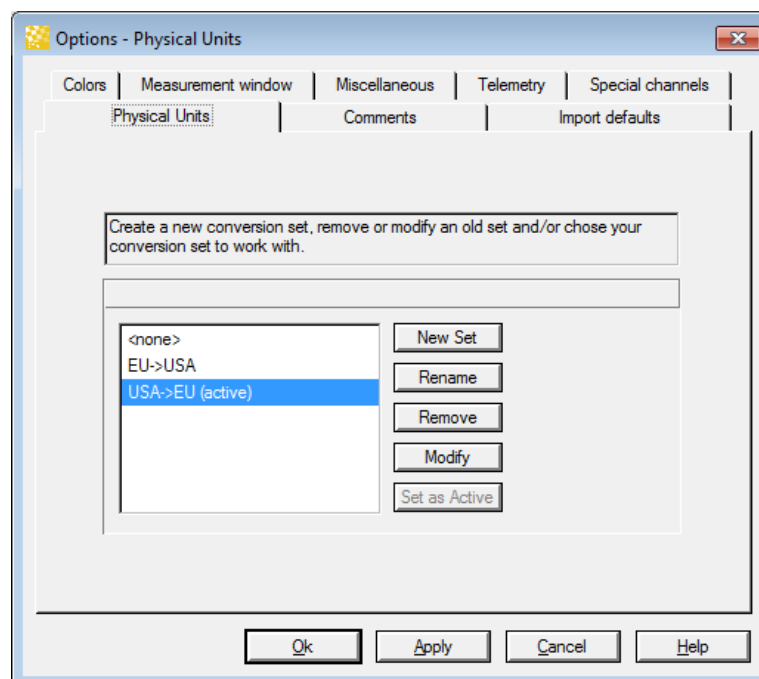 Options - Physical Units
Colors
Measurement window
Miscellaneous
Telemetry
Special channels
Physical Units
Comments
Import defaults
Create a new conversion set, remove or modify an old set and/or chose your
conversion set to work with.
<none>
EU->USA
USA->EU (active)
New Set
Rename
Remove
Modify
Set as Active
Ok
Apply
Cancel
Help